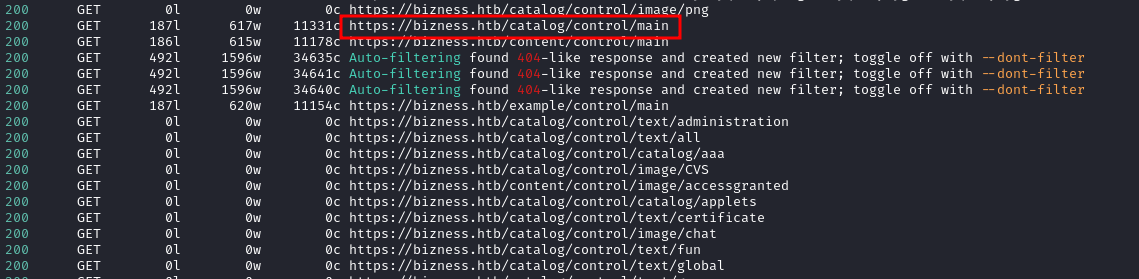 200 GET 0l 0w 0c https://bizness.htb/catalog/control/image/png
200 GET 187l 617w 11331c https://bizness.htb/catalog/control/main
200 GET 186l 615w 11178c https://bizness.htb/content/control/main
200 GET 492l 1596w 34635c Auto-filtering found 404-like response and created new filter; toggle off with --dont-filter
200 GET 492l 1596w 34641c Auto-filtering found 404-like response and created new filter; toggle off with --dont-filter
200 GET 492l 1596w 34640c Auto-filtering found 404-like response and created new filter; toggle off with --dont-filter
200 GET 187l 620w 11154c https://bizness.htb/example/control/main
200 GET 0l 0w 0c https://bizness.htb/catalog/control/text/administration
200 GET 0l 0w 0c https://bizness.htb/catalog/control/text/all
200 GET 0l 0w 0c https://bizness.htb/catalog/control/catalog/aaa
200 GET 0l 0w 0c https://bizness.htb/catalog/control/image/CVS
200 GET 0l 0w 0c https://bizness.htb/content/control/image/accessgranted
200 GET 0l 0w 0c https://bizness.htb/catalog/control/catalog/applets
200 GET 0l 0w 0c https://bizness.htb/catalog/control/text/certificate
200 GET 0l 0w 0c https://bizness.htb/catalog/control/image/chat
200 GET 0l 0w 0c https://bizness.htb/catalog/control/text/fun
200 GET 0l 0w 0c https://bizness.htb/catalog/control/text/global